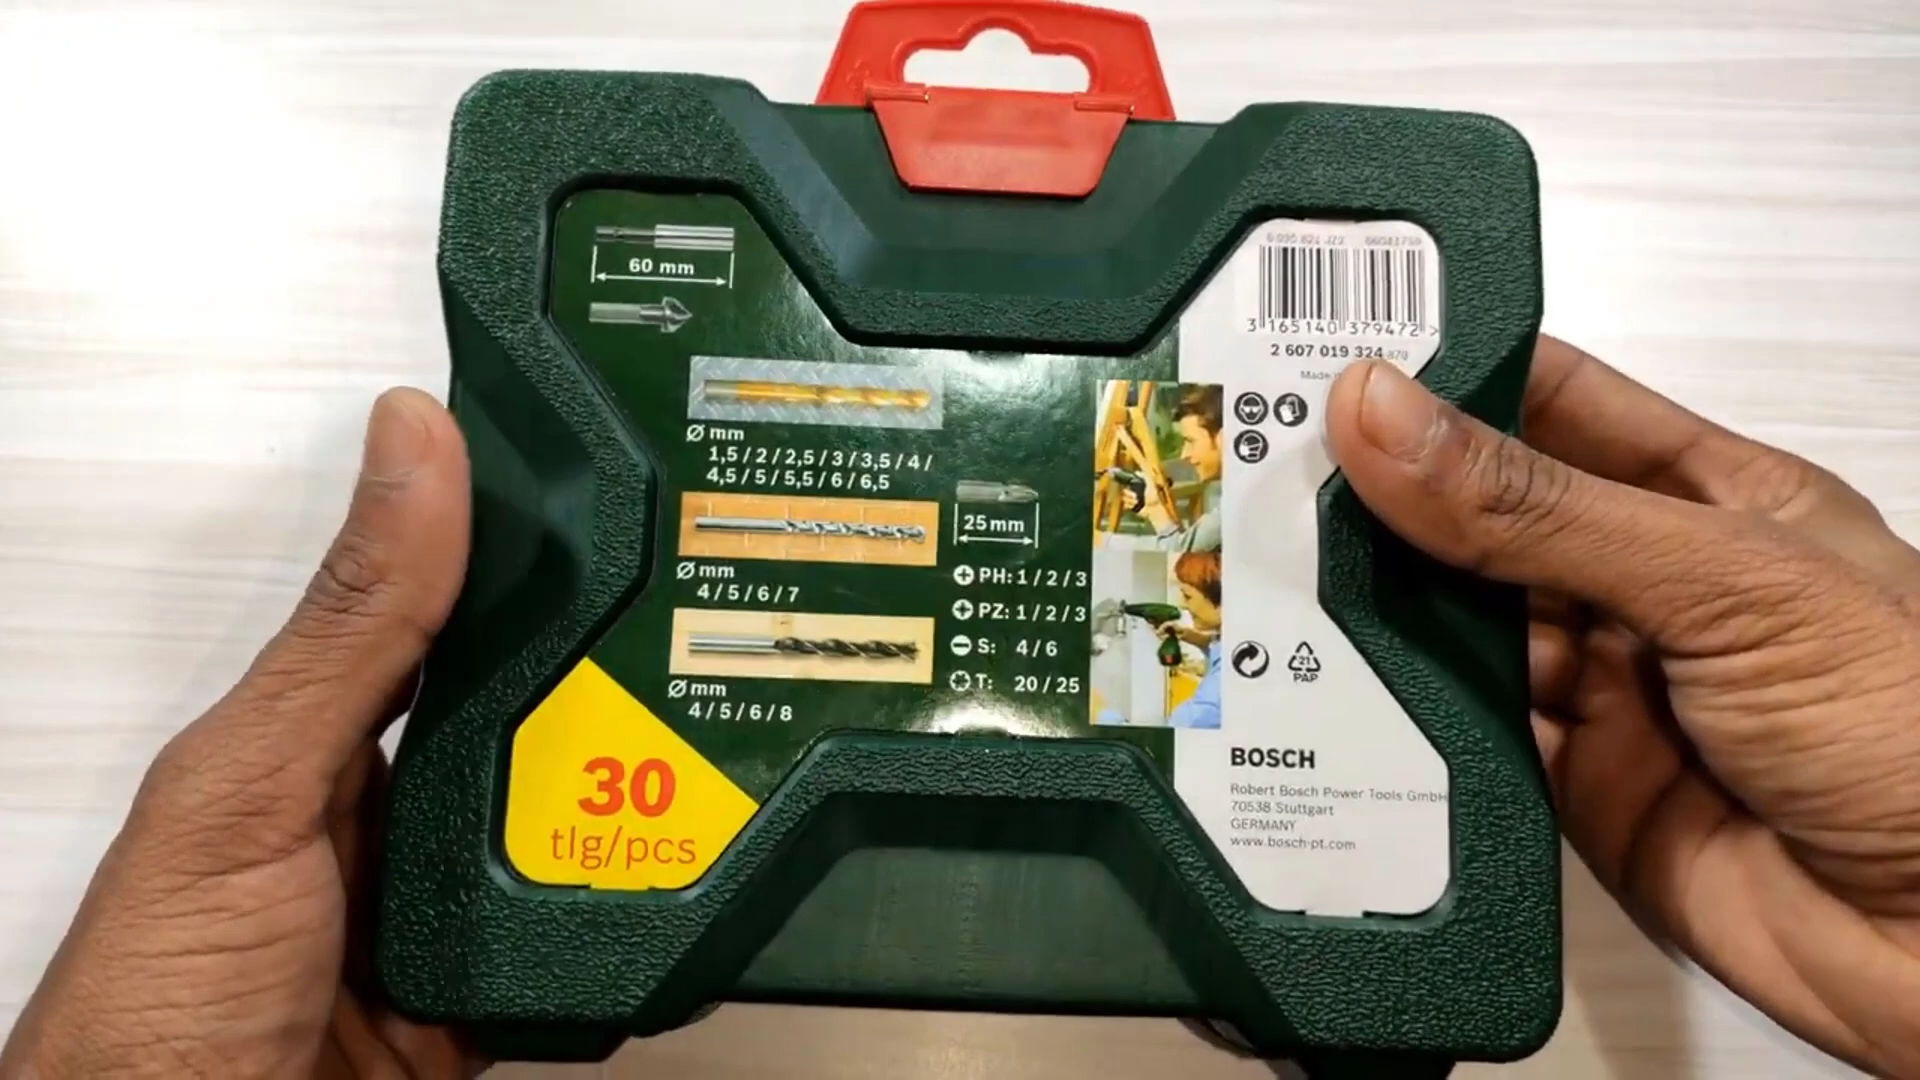 60 mm
Ø mm
1,5 / 2 / 2,5 / 3 / 3,5 / 4 /
4,5 / 5 / 5,5 / 6 / 6,5
Ø mm
4 / 5 / 6 / 7
Ø mm
4 / 5 / 6 / 8
30
tlg/pcs
25 mm
PH: 1 / 2 / 3
PZ: 1 / 2 / 3
S: 4 / 6
T: 20 / 25
3 165140 379472 >
2 607 019 324
Made
21
PAP
BOSCH
Robert Bosch Power Tools GmbH
70538 Stuttgart
GERMANY
www.bosch-pt.com